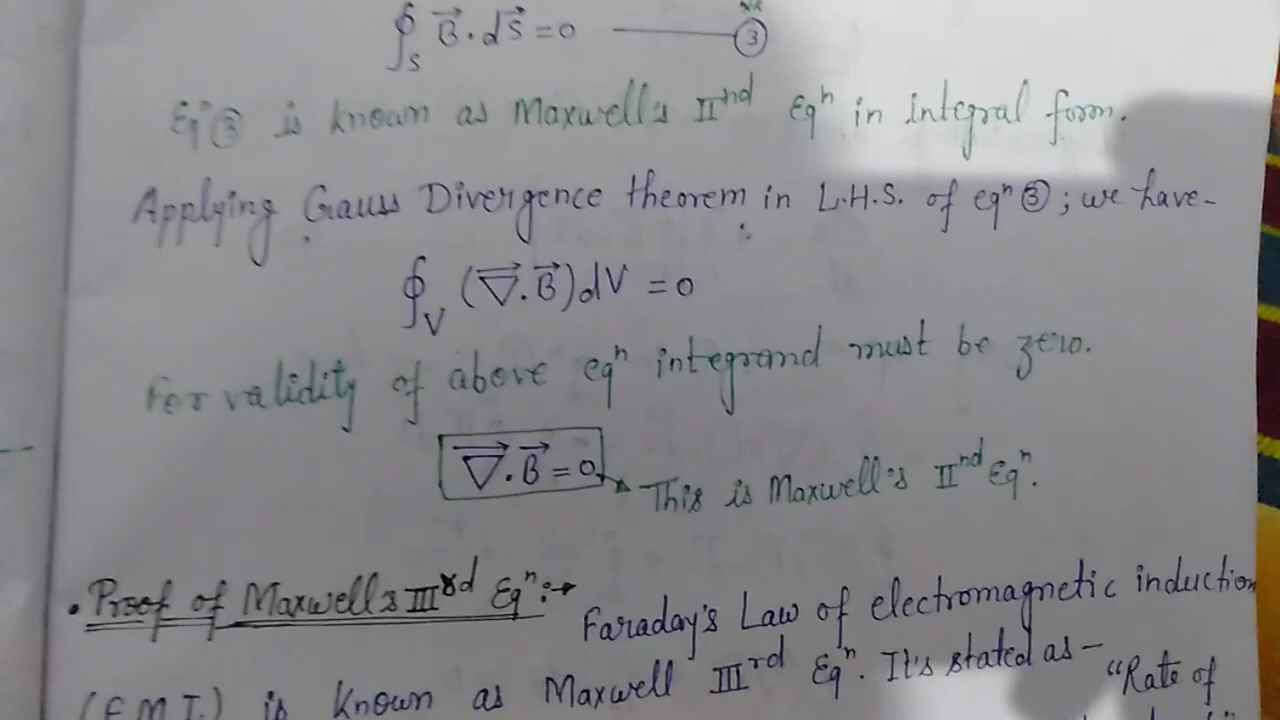 ∮_S B⃗ . dS⃗ = 0 ——— ③
Eqⁿ③ is known as Maxwell's IInd Eqⁿ in integral form.
Applying Gauss Divergence theorem in L.H.S. of eqⁿ③; we have-
∮_V (∇⃗.B⃗)dV = 0
For validity of above eqⁿ integrand must be zero.
∇⃗.B⃗ = 0 → This is Maxwell's IInd Eqⁿ.
• Proof of Maxwell's IIIrd Eqⁿ:→ Faraday's Law of electromagnetic induction
(E.M.I.) is known as Maxwell IIIrd Eqⁿ. It's stated as – "Rate of